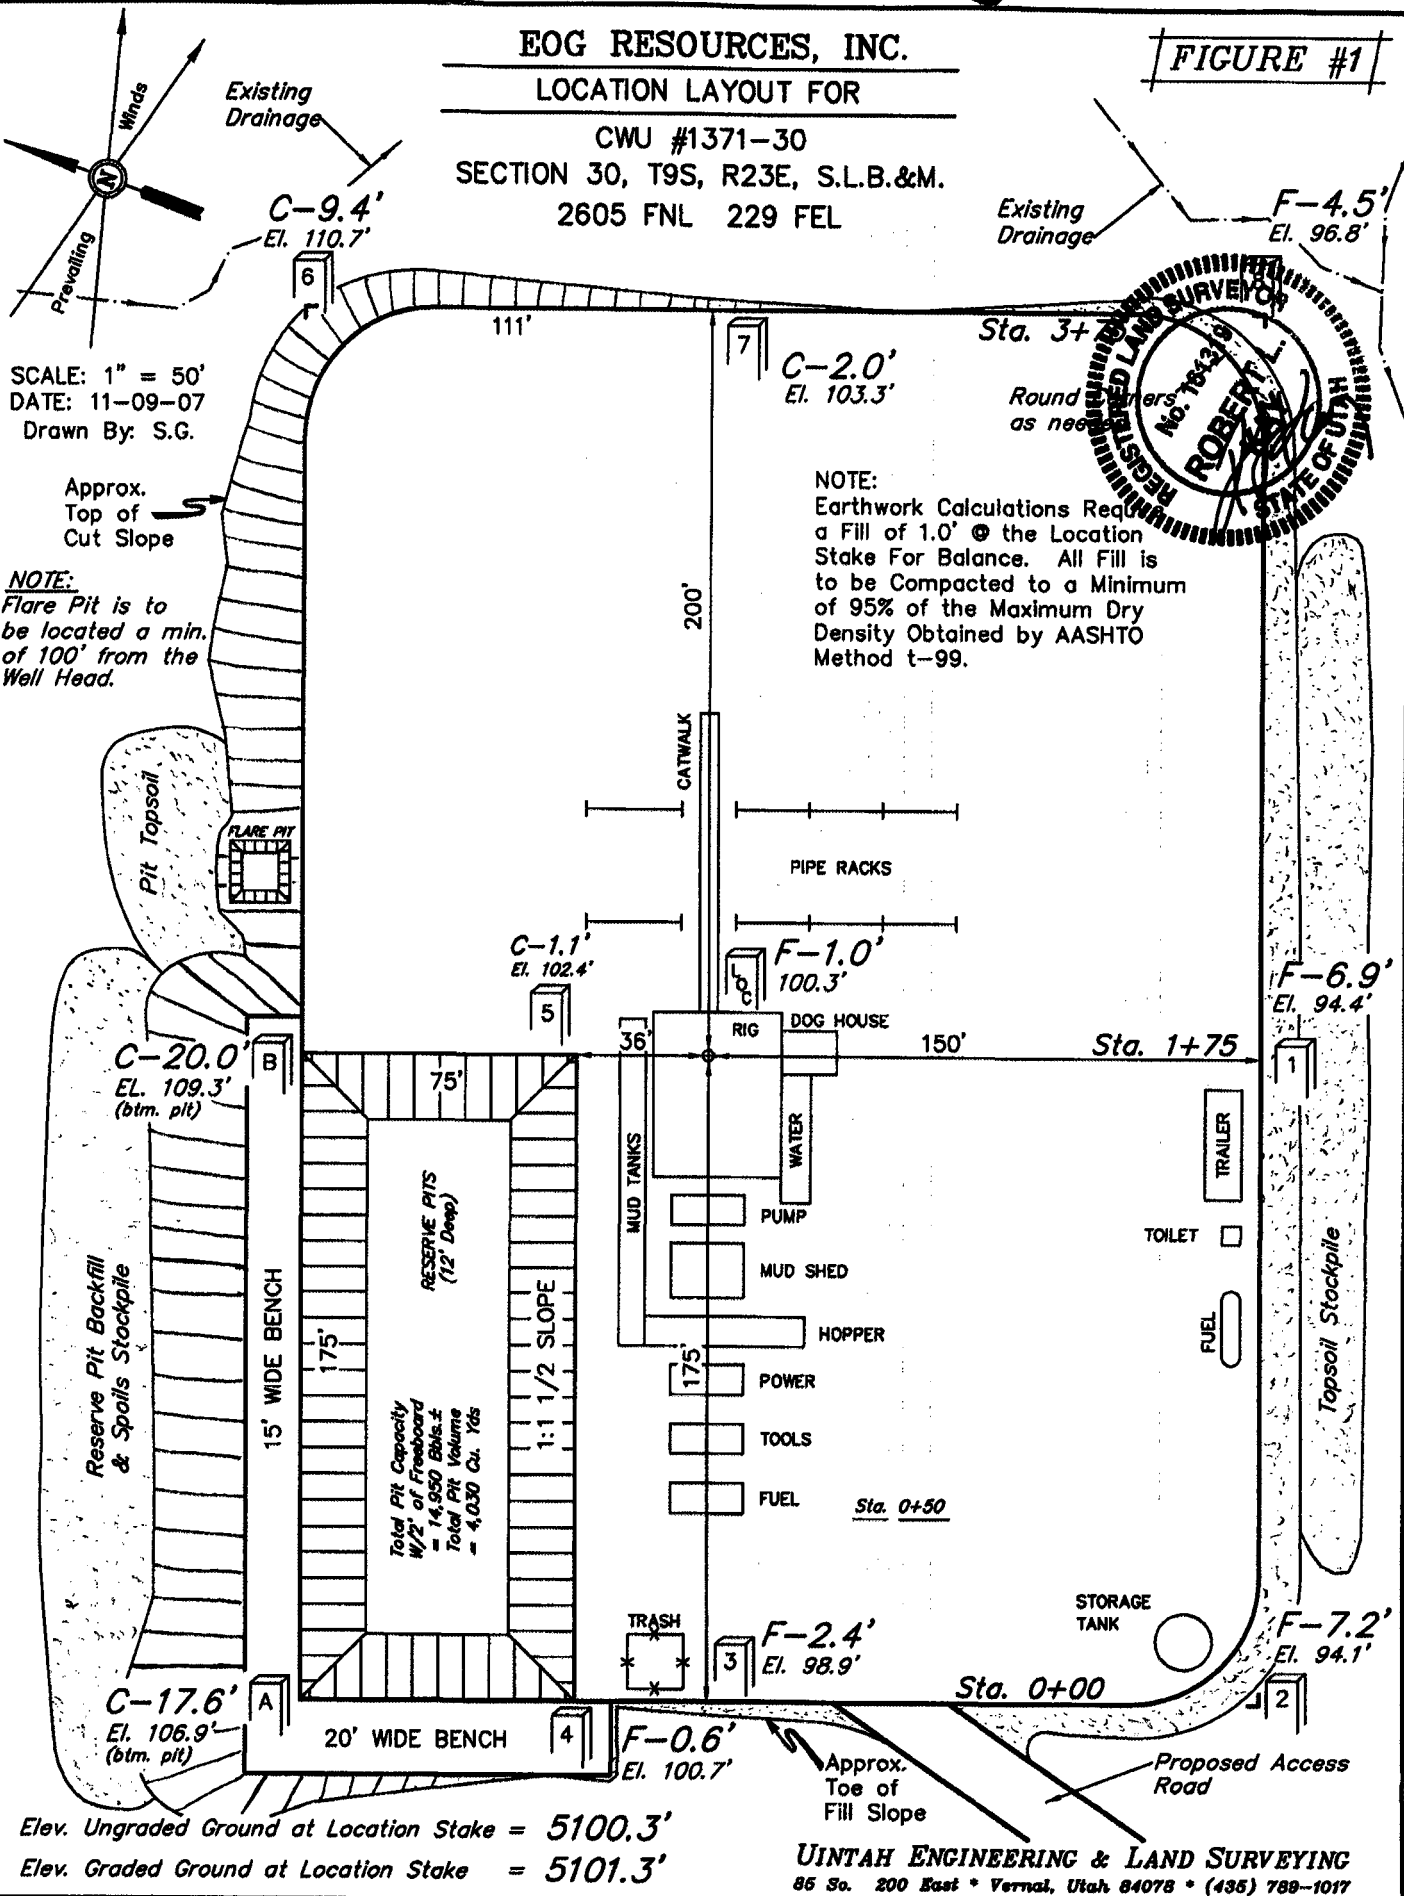 EOG RESOURCES, INC.
LOCATION LAYOUT FOR
CWU #1371-30
SECTION 30, T9S, R23E, S.L.B.&M.
2605 FNL 229 FEL
FIGURE #1
Winds
N
Prevailing
Existing
Drainage
C-9.4'
El. 110.7'
6
Existing
Drainage
F-4.5'
El. 96.8'
8
111'
7
C-2.0'
El. 103.3'
Sta. 3+
Round
as
REGISTERED LAND SURVEYOR
No. 161319
ROBERT L.
KAY
STATE OF UTAH
SCALE: 1" = 50'
DATE: 11-09-07
Drawn By: S.G.
Approx.
Top of
Cut Slope
NOTE:
Flare Pit is to
be located a min.
of 100' from the
Well Head.
NOTE:
Earthwork Calculations
a Fill of 1.0' @ the Location
Stake For Balance. All Fill is
to be Compacted to a Minimum
of 95% of the Maximum Dry
Density Obtained by AASHTO
Method t-99.
200'
CATWALK
Pit Topsoil
FLARE PIT
PIPE RACKS
C-1.1'
El. 102.4'
5
LOC
F-1.0'
100.3'
F-6.9'
El. 94.4'
1
C-20.0'
EL. 109.3'
(btm. pit)
B
75'
36'
RIG
DOG HOUSE
150'
Sta. 1+75
MUD TANKS
WATER
TRAILER
PUMP
TOILET
MUD SHED
HOPPER
FUEL
175'
POWER
TOOLS
FUEL
Sta. 0+50
Topsoil Stockpile
Reserve Pit Backfill
& Spoils Stockpile
15' WIDE BENCH
175'
RESERVE PITS
(12' Deep)
1:1 1/2 SLOPE
Total Pit Capacity
W/2' of Freeboard
= 14,950 Bbls.±
Total Pit Volume
= 4,030 Cu. Yds
TRASH
3
F-2.4'
El. 98.9'
STORAGE
TANK
F-7.2'
El. 94.1'
2
Sta. 0+00
C-17.6'
El. 106.9'
(btm. pit)
A
20' WIDE BENCH
4
F-0.6'
El. 100.7'
Approx.
Toe of
Fill Slope
Proposed Access
Road
Elev. Ungraded Ground at Location Stake = 5100.3'
Elev. Graded Ground at Location Stake = 5101.3'
UINTAH ENGINEERING & LAND SURVEYING
85 So. 200 East * Vernal, Utah 84078 * (435) 789-1017